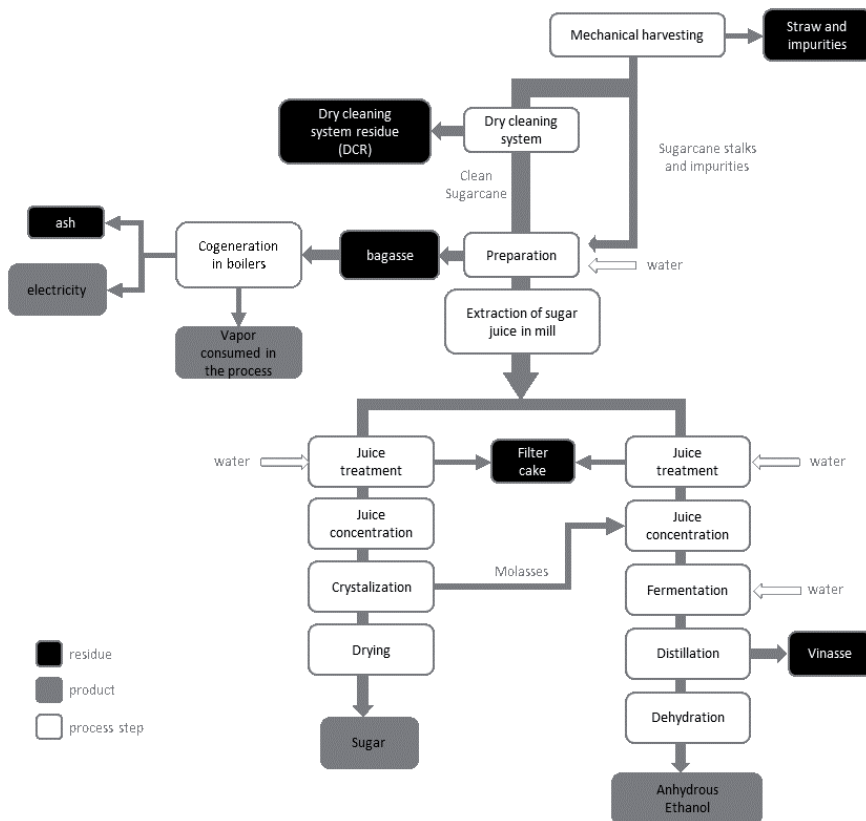 Mechanical harvesting
Straw and
impurities
Dry cleaning
system residue
(DCR)
Dry cleaning
system
Sugarcane stalks
and impurities
Clean
Sugarcane
ash
Cogeneration
in boilers
bagasse
Preparation
water
electricity
Extraction of sugar
juice in mill
Vapor
consumed in
the process
water
Juice
treatment
Filter
cake
Juice
treatment
water
Juice
concentration
Juice
concentration
Crystalization
Molasses
Fermentation
water
residue
Drying
Distillation
Vinasse
product
process step
Dehydration
Sugar
Anhydrous
Ethanol